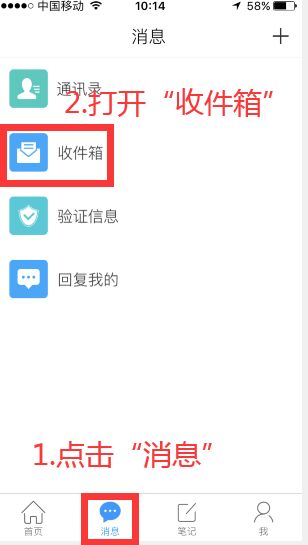 中国移动 10:14 58%
消息
通讯录
2.打开“收件箱”
收件箱
验证信息
回复我的
1.点击“消息”
首页 消息 笔记 我